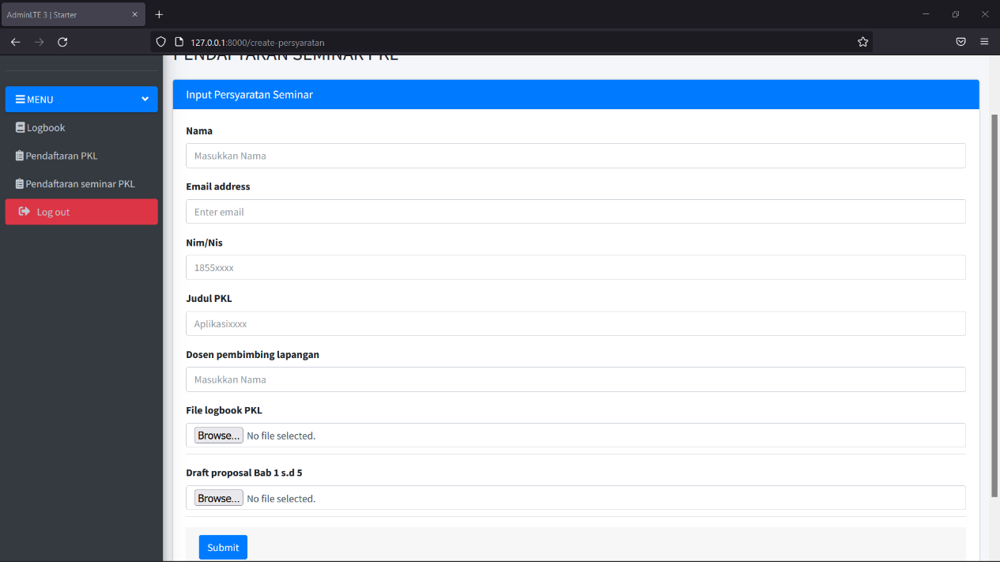 AdminLTE 3 | Starter
127.0.0.1:8000/create-persyaratan
PENDAFTARAN SEMINAR PKL
MENU
Logbook
Pendaftaran PKL
Pendaftaran seminar PKL
Log out
Input Persyaratan Seminar
Nama
Masukkan Nama
Email address
Enter email
Nim/Nis
1855xxxx
Judul PKL
Aplikasixxxx
Dosen pembimbing lapangan
Masukkan Nama
File logbook PKL
Browse... No file selected.
Draft proposal Bab 1 s.d 5
Browse... No file selected.
Submit